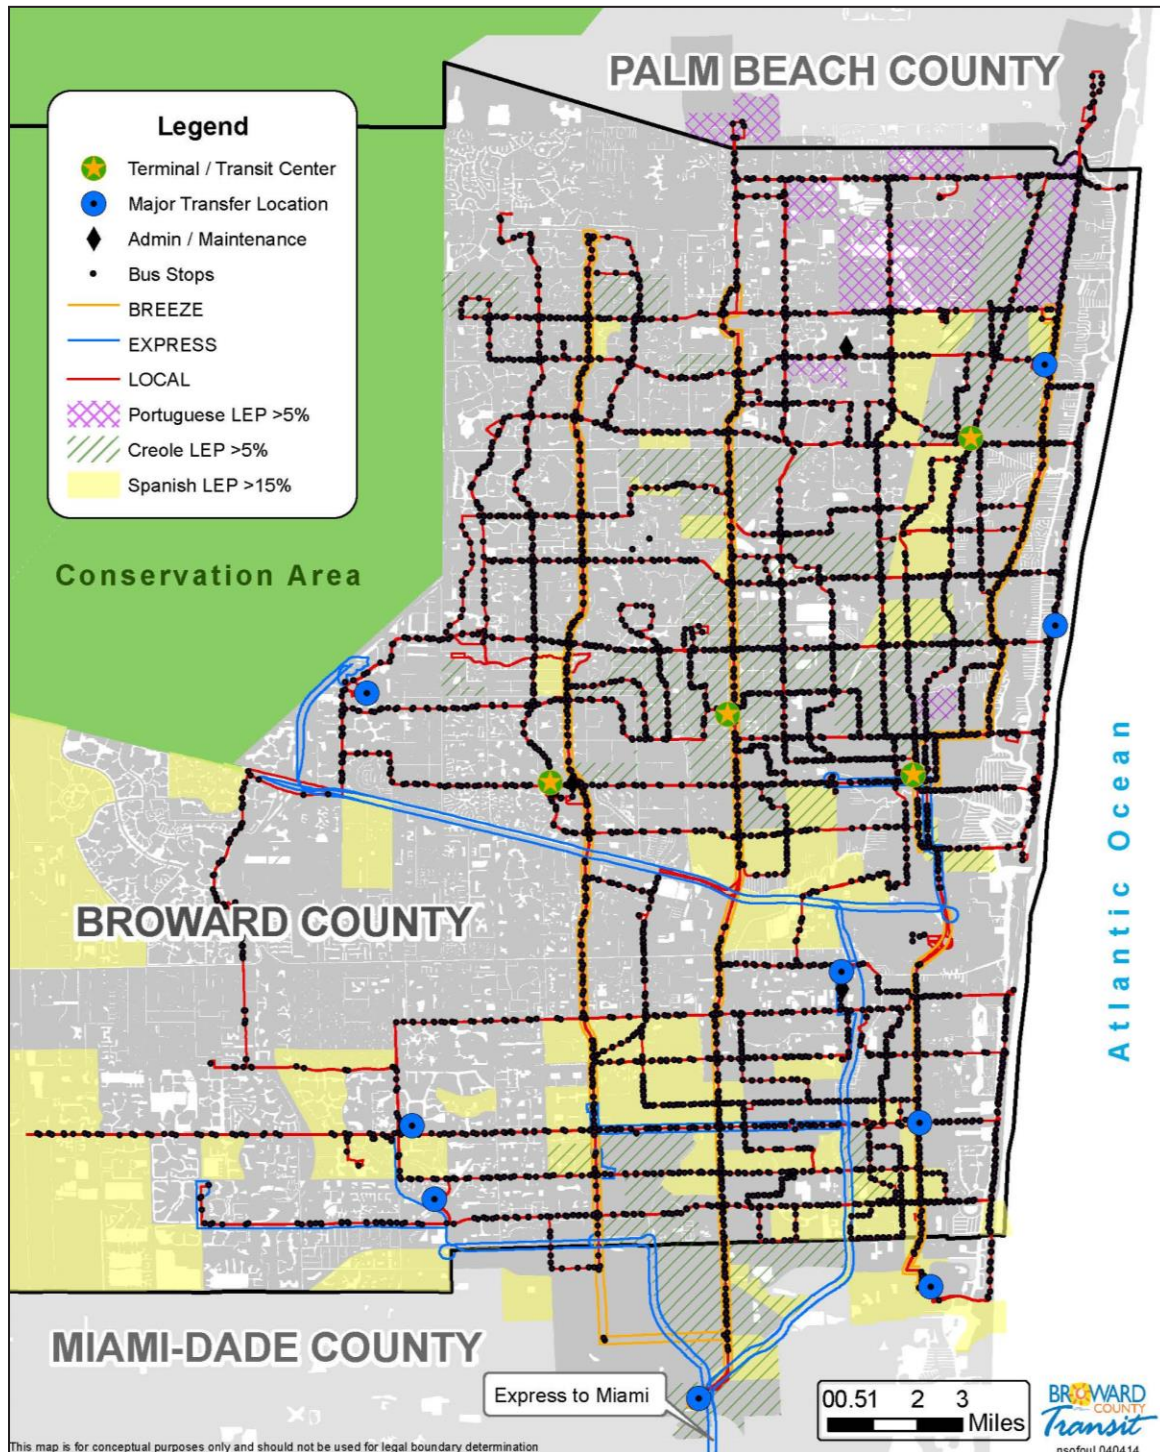 PALM BEACH COUNTY
Legend
Terminal / Transit Center
Major Transfer Location
Admin / Maintenance
Bus Stops
BREEZE
EXPRESS
LOCAL
Portuguese LEP >5%
Creole LEP >5%
Spanish LEP >15%
Conservation Area
Atlantic Ocean
BROWARD COUNTY
MIAMI-DADE COUNTY
Express to Miami
00.51 2 3
Miles
BROWARD
COUNTY
Transit
This map is for conceptual purposes only and should not be used for legal boundary determination
nsofoul 040414